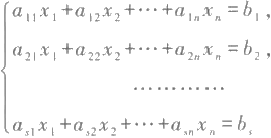 a₁₁x₁+a₁₂x₂+⋯+a₁ₙxₙ=b₁,
a₂₁x₁+a₂₂x₂+⋯+a₂ₙxₙ=b₂,
…………
aₛ₁x₁+aₛ₂x₂+⋯+aₛₙxₙ=bₛ